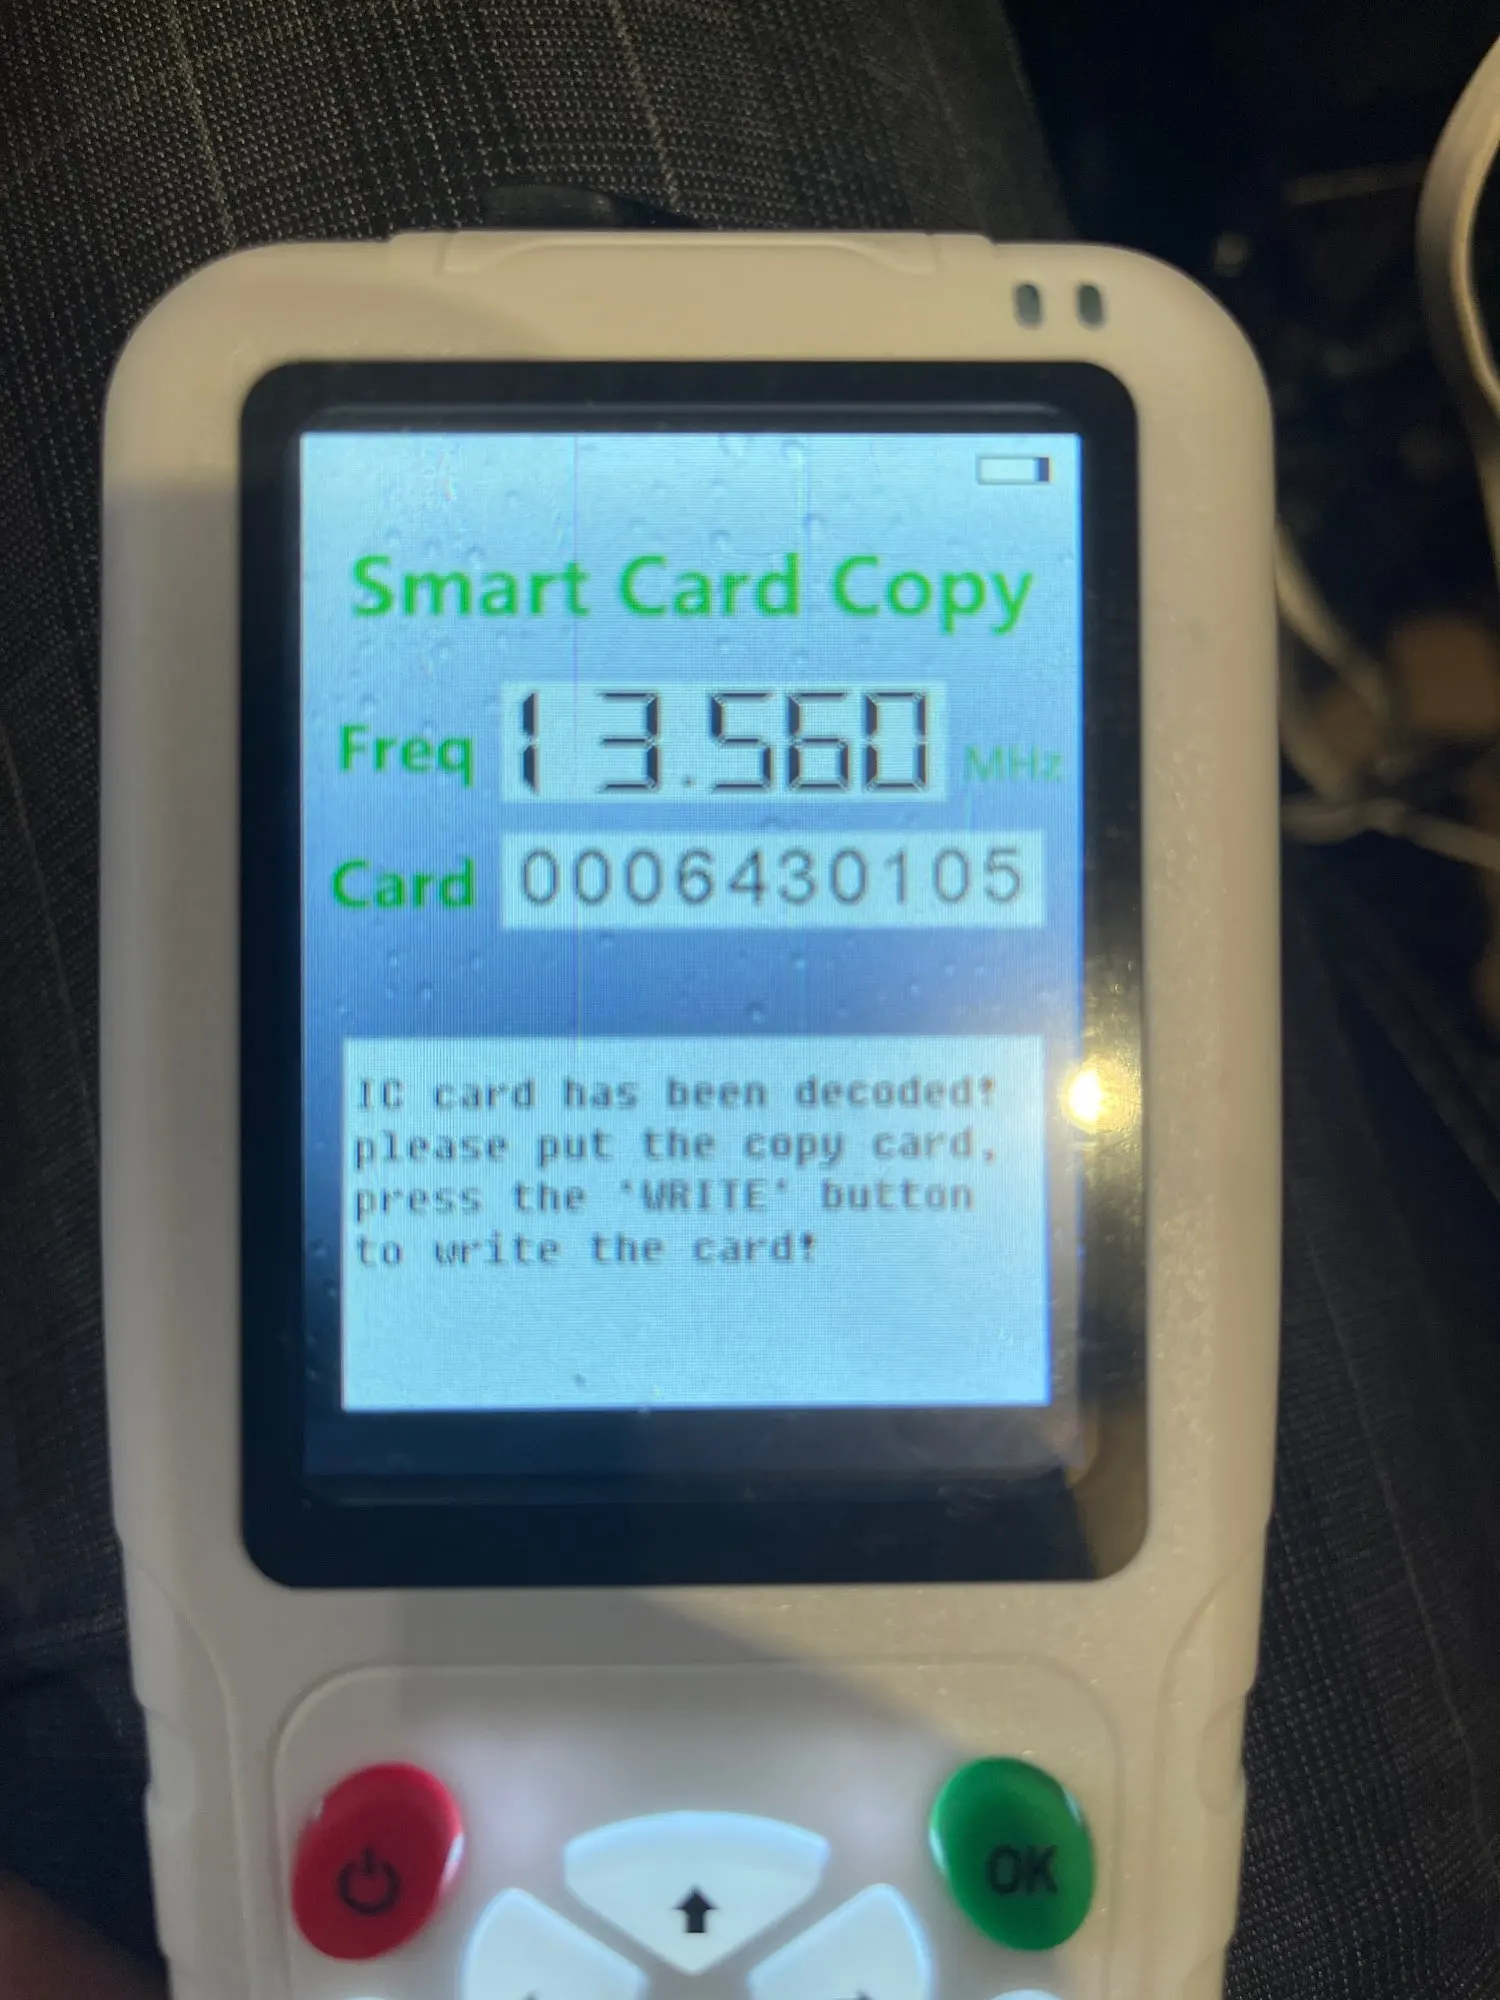 Smart Card Copy
Freq 13.560 MHz
Card 0006430105
IC card has been decoded!
please put the copy card,
press the 'WRITE' button
to write the card!
OK